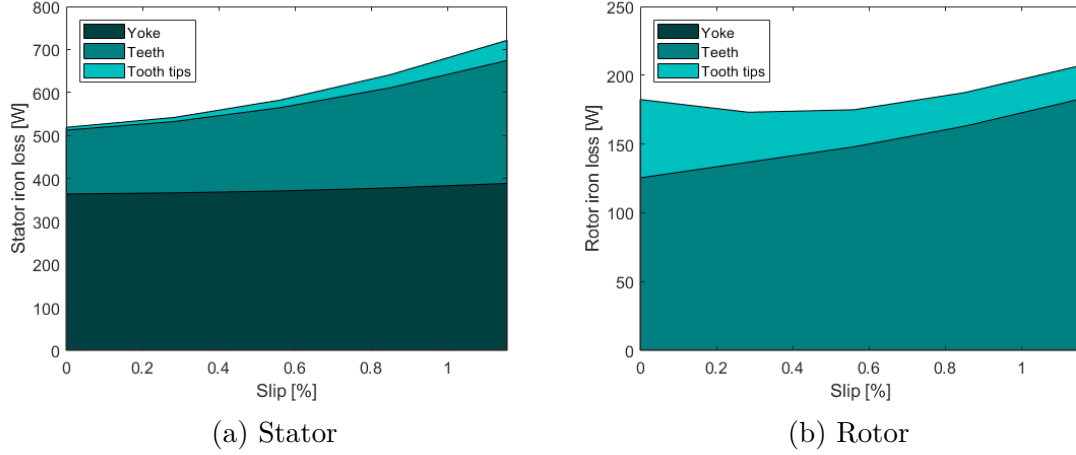 Stator iron loss [W]
800
700
600
500
400
300
200
100
0
Yoke
Teeth
Tooth tips
0 0.2 0.4 0.6 0.8 1
Slip [%]
(a) Stator
Rotor iron loss [W]
250
200
150
100
50
0
Yoke
Teeth
Tooth tips
0 0.2 0.4 0.6 0.8 1
Slip [%]
(b) Rotor